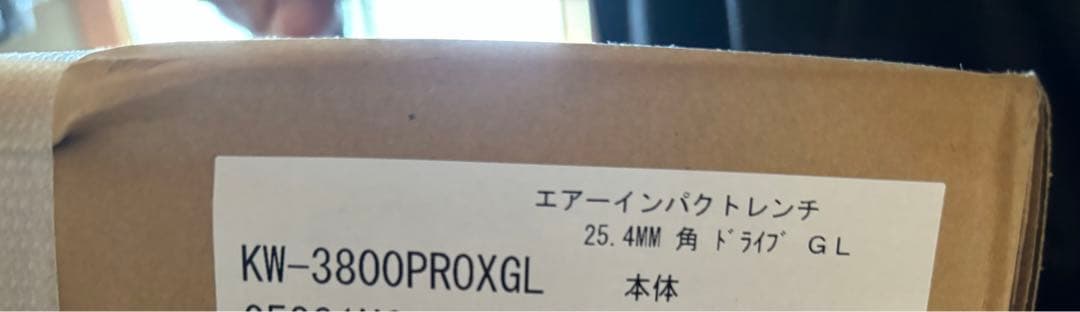 エアーインパクトレンチ
25.4MM 角 ﾄﾞﾗｲﾌﾞ ＧＬ
KW-3800PROXGL 本体